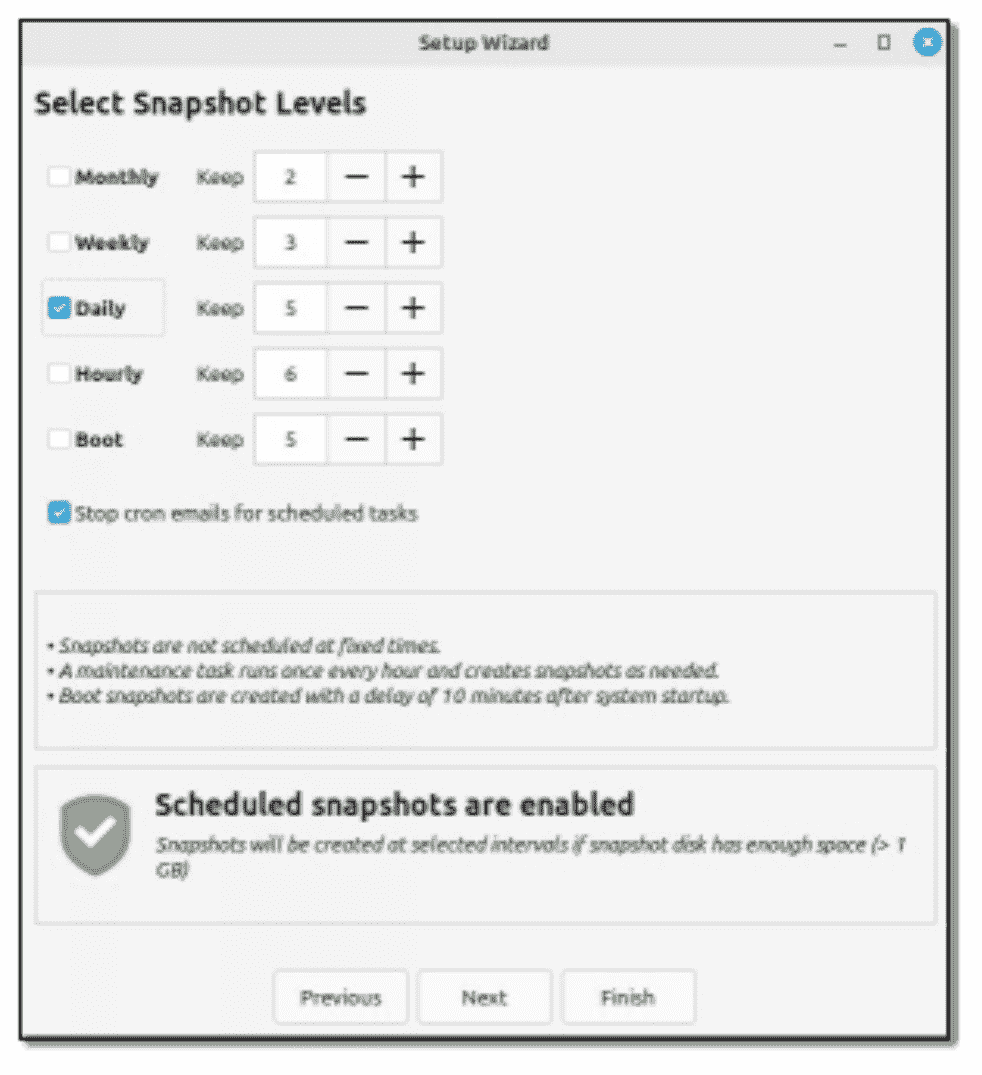 Setup Wizard
Select Snapshot Levels
Monthly Keep 2 − +
Weekly Keep 3 − +
Daily Keep 5 − +
Hourly Keep 6 − +
Boot Keep 5 − +
Stop cron emails for scheduled tasks
• Snapshots are not scheduled at fixed times.
• A maintenance task runs once every hour and creates snapshots as needed.
• Boot snapshots are created with a delay of 10 minutes after system startup.
Scheduled snapshots are enabled
Snapshots will be created at selected intervals if snapshot disk has enough space (> 1
GB)
Previous Next Finish